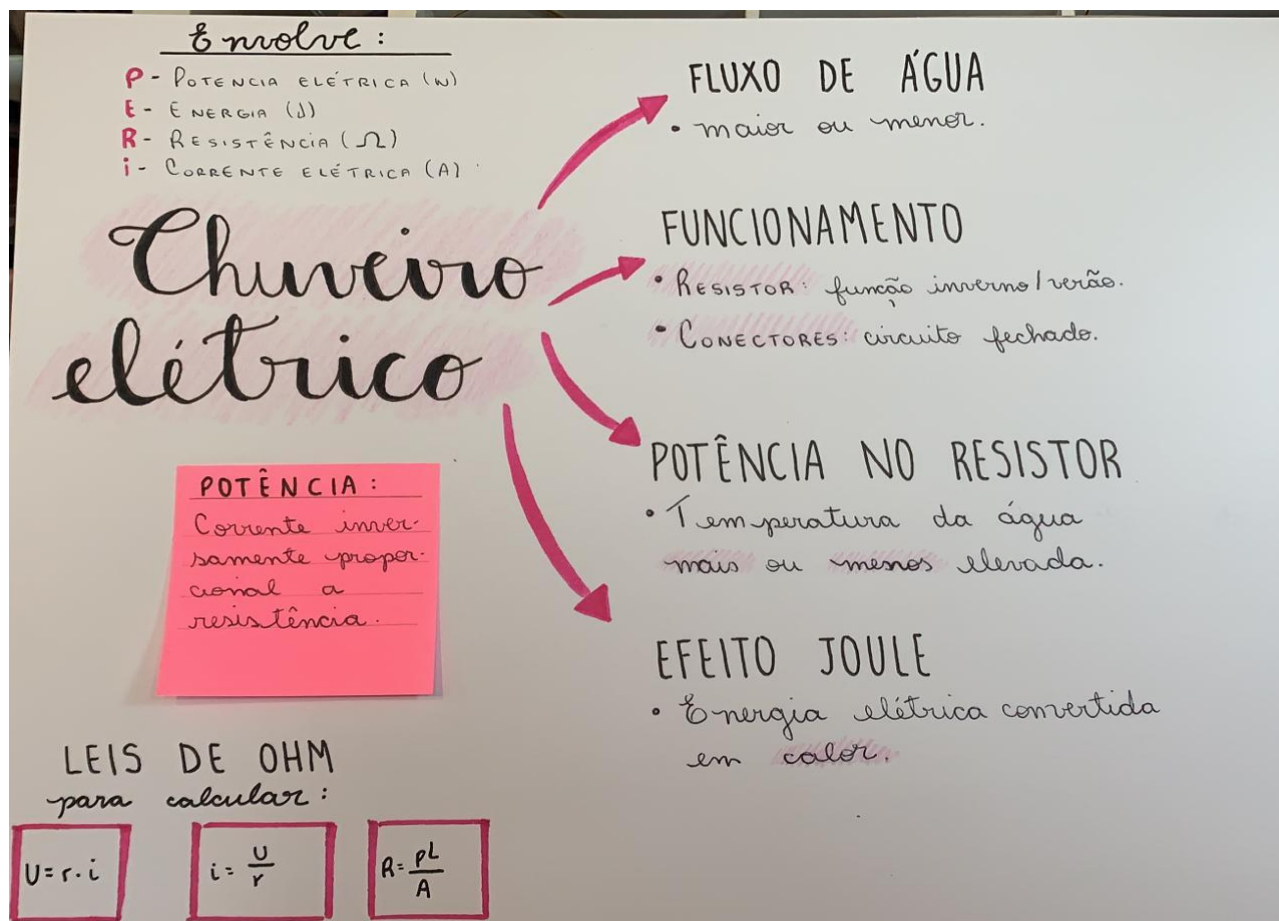 Envolve:
P - POTENCIA ELÉTRICA (W)
E - ENERGIA (J)
R - RESISTÊNCIA (Ω)
i - CORRENTE ELÉTRICA (A)
Chuveiro
elétrico
POTÊNCIA:
Corrente inver-
samente propor-
cional a
resistência.
LEIS DE OHM
para calcular:
U = r . i
i = U/r
R = ρL/A
FLUXO DE ÁGUA
• maior ou menor.
FUNCIONAMENTO
• RESISTOR: função inverno/verão.
• CONECTORES: circuito fechado.
POTÊNCIA NO RESISTOR
• Temperatura da água
mais ou menos elevada.
EFEITO JOULE
• Energia elétrica convertida
em calor.